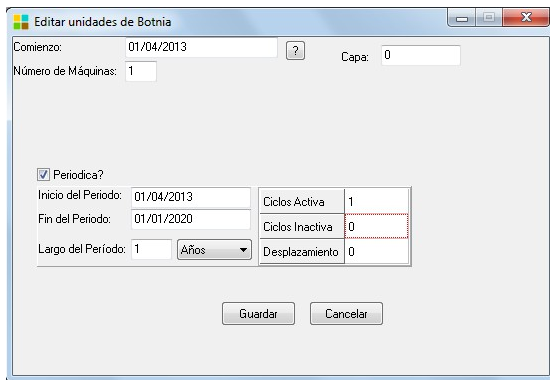 Editar unidades de Botnia
Comienzo: 01/04/2013 ? Capa: 0
Número de Máquinas: 1
Periodica?
Inicio del Periodo: 01/04/2013 Ciclos Activa 1
Fin del Periodo: 01/01/2020 Ciclos Inactiva 0
Largo del Período: 1 Años Desplazamiento 0
Guardar Cancelar